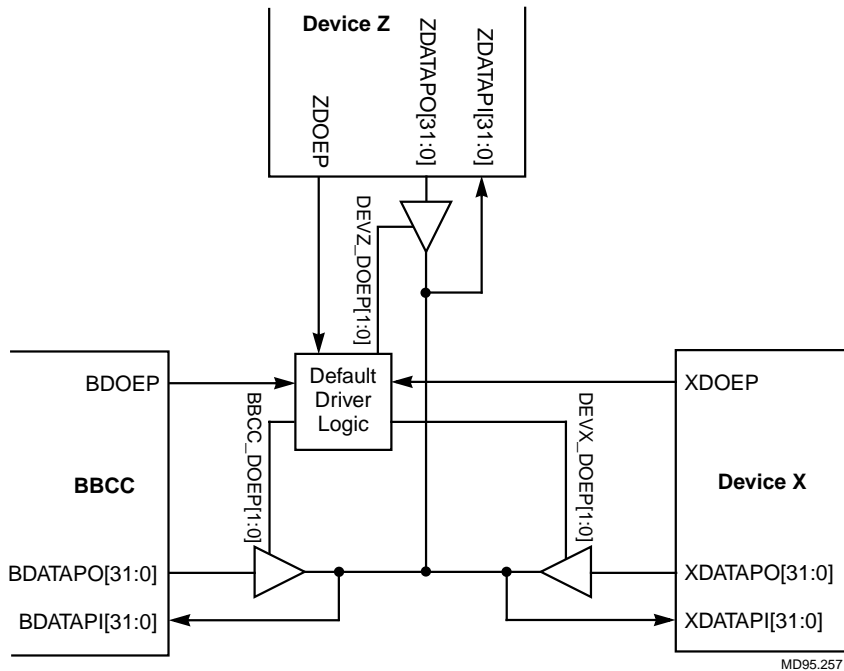 Device Z
ZDOEP
ZDATAPO[31:0]
ZDATAPI[31:0]
DEVZ_DOEP[1:0]
BDOEP
Default
Driver
Logic
XDOEP
BBCC_DOEP[1:0]
DEVX_DOEP[1:0]
BBCC
Device X
BDATAPO[31:0]
XDATAPO[31:0]
BDATAPI[31:0]
XDATAPI[31:0]
MD95.257